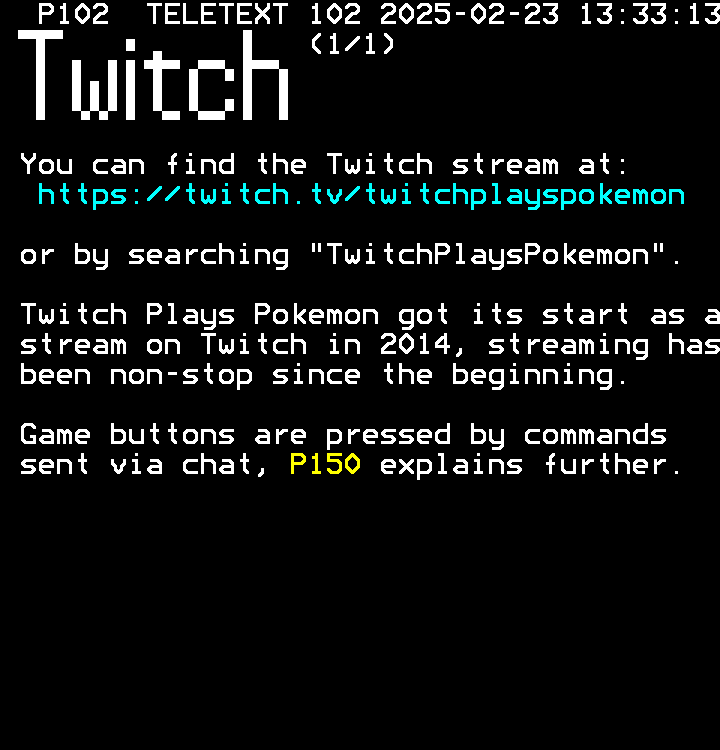 P102  TELETEXT 102 2025-02-23 13:33:13
(1/1)
Twitch
You can find the Twitch stream at:
https://twitch.tv/twitchplayspokemon
or by searching "TwitchPlaysPokemon".
Twitch Plays Pokemon got its start as a
stream on Twitch in 2014, streaming has
been non-stop since the beginning.
Game buttons are pressed by commands
sent via chat, P150 explains further.